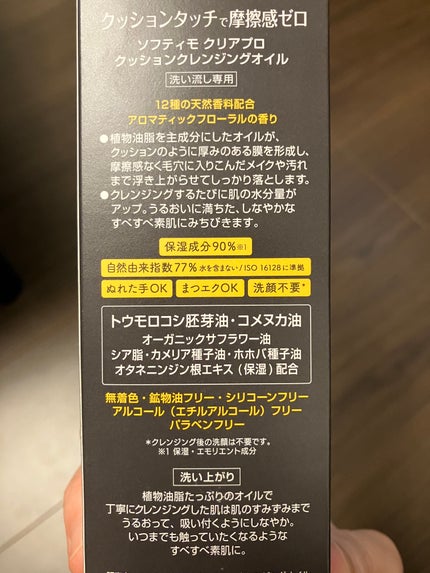 クッションタッチで摩擦感ゼロ
ソフティモ クリアプロ
クッションクレンジングオイル
洗い流し専用
12種の天然香料配合
アロマティックフローラルの香り
●植物油脂を主成分にしたオイルが、
クッションのように厚みのある膜を形成し、
摩擦感なく毛穴に入りこんだメイクや汚れ
まで浮き上がらせてしっかり落とします。
●クレンジングするたびに肌の水分量が
アップ。うるおいに満ちた、しなやかな
すべすべ素肌にみちびきます。
保湿成分90%※1
自然由来指数77% 水を含まない/ISO 16128に準拠
ぬれた手OK まつエクOK 洗顔不要*
トウモロコシ胚芽油・コメヌカ油
オーガニックサフラワー油
シア脂・カメリア種子油・ホホバ種子油
オタネニンジン根エキス(保湿)配合
無着色・鉱物油フリー・シリコーンフリー
アルコール(エチルアルコール)フリー
パラベンフリー
*クレンジング後の洗顔は不要です。
※1 保湿・エモリエント成分
洗い上がり
植物油脂たっぷりのオイルで
丁寧にクレンジングした肌は肌のすみずみまで
うるおって、吸い付くようにしなやか。
いつまでも触っていたくなるような
すべすべ素肌に。